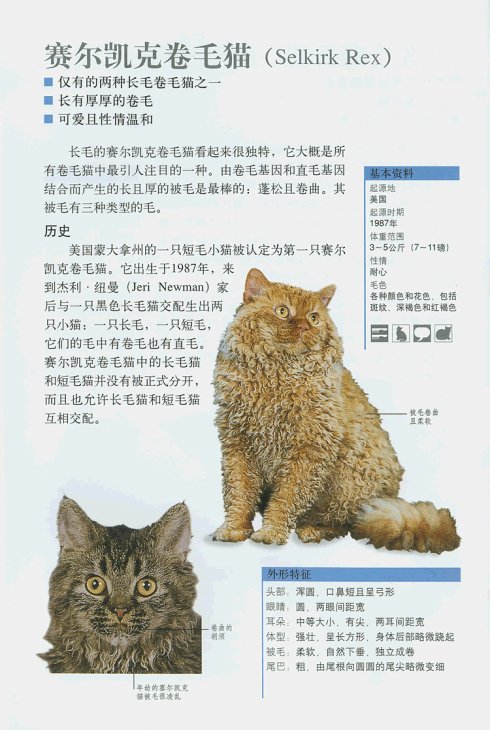 赛尔凯克卷毛猫（Selkirk Rex）
仅有的两种长毛卷毛猫之一
长有厚厚的卷毛
可爱且性情温和
长毛的赛尔凯克卷毛猫看起来很独特，它大概是所
有卷毛猫中最引人注目的一种。由卷毛基因和直毛基因
结合而产生的长且厚的被毛是最棒的：蓬松且卷曲。其
被毛有三种类型的毛。
历史
美国蒙大拿州的一只短毛小猫被认定为第一只赛尔
凯克卷毛猫。它出生于1987年，来
到杰利·纽曼（Jeri Newman）家
后与一只黑色长毛猫交配生出两
只小猫：一只长毛，一只短毛，
它们的毛中有卷毛也有直毛。
赛尔凯克卷毛猫中的长毛猫
和短毛猫并没有被正式分开，
而且也允许长毛猫和短毛猫
互相交配。
基本资料
起源地
美国
起源时期
1987年
体重范围
3～5公斤（7～11磅）
性情
耐心
毛色
各种颜色和花色，包括
斑纹、深褐色和红褐色
被毛卷曲
且柔软
卷曲的
胡须
年幼的塞尔凯克
猫被毛很凌乱
外形特征
头部：浑圆，口鼻短且呈弓形
眼睛：圆，两眼间距宽
耳朵：中等大小，有尖，两耳间距宽
体型：强壮，呈长方形，身体后部略微跷起
被毛：柔软，自然下垂，独立成卷
尾巴：粗，由尾根向圆圆的尾尖略微变细